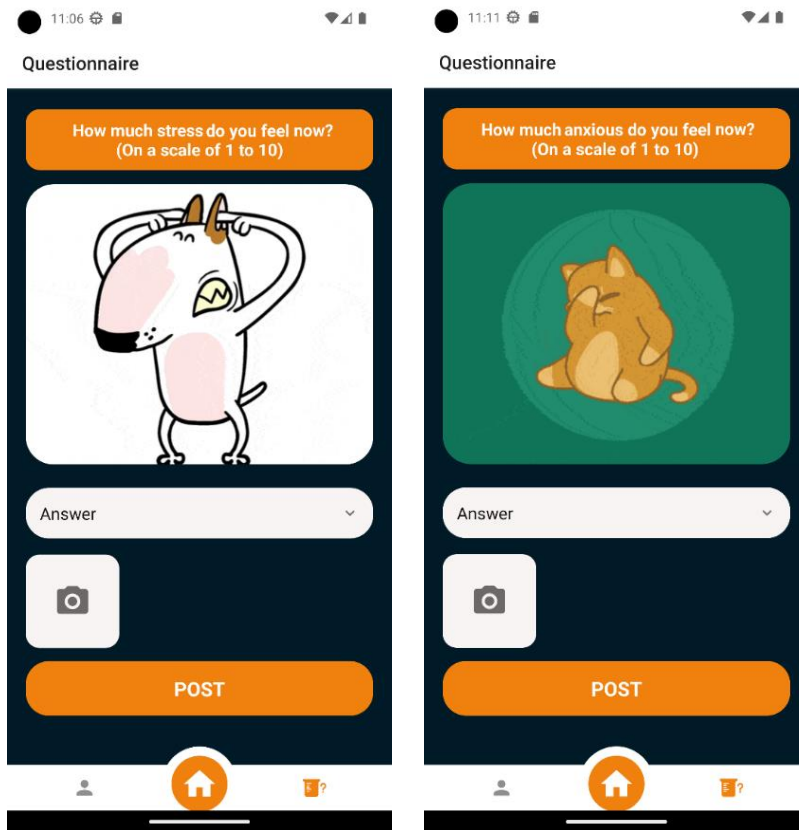 11:06
Questionnaire
How much stress do you feel now?
(On a scale of 1 to 10)
Answer
POST
?
11:11
Questionnaire
How much anxious do you feel now?
(On a scale of 1 to 10)
Answer
POST
?